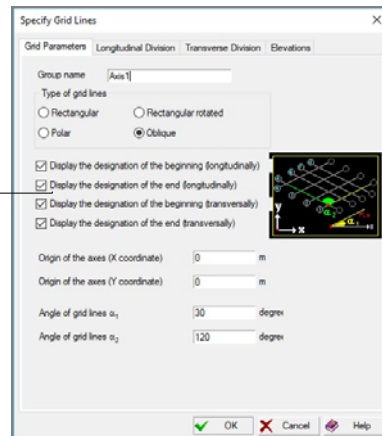 Specify Grid Lines
Grid Parameters Longitudinal Division Transverse Division Elevations
Group name Axis1
Type of grid lines
Rectangular Rectangular rotated
Polar Oblique
Display the designation of the beginning (longitudinally)
Display the designation of the end (longitudinally)
Display the designation of the beginning (transversally)
Display the designation of the end (transversally)
y x α₂ α₁
Origin of the axes (X coordinate) 0 m
Origin of the axes (Y coordinate) 0 m
Angle of grid lines α₁ 30 degree
Angle of grid lines α₂ 120 degree
OK Cancel Help